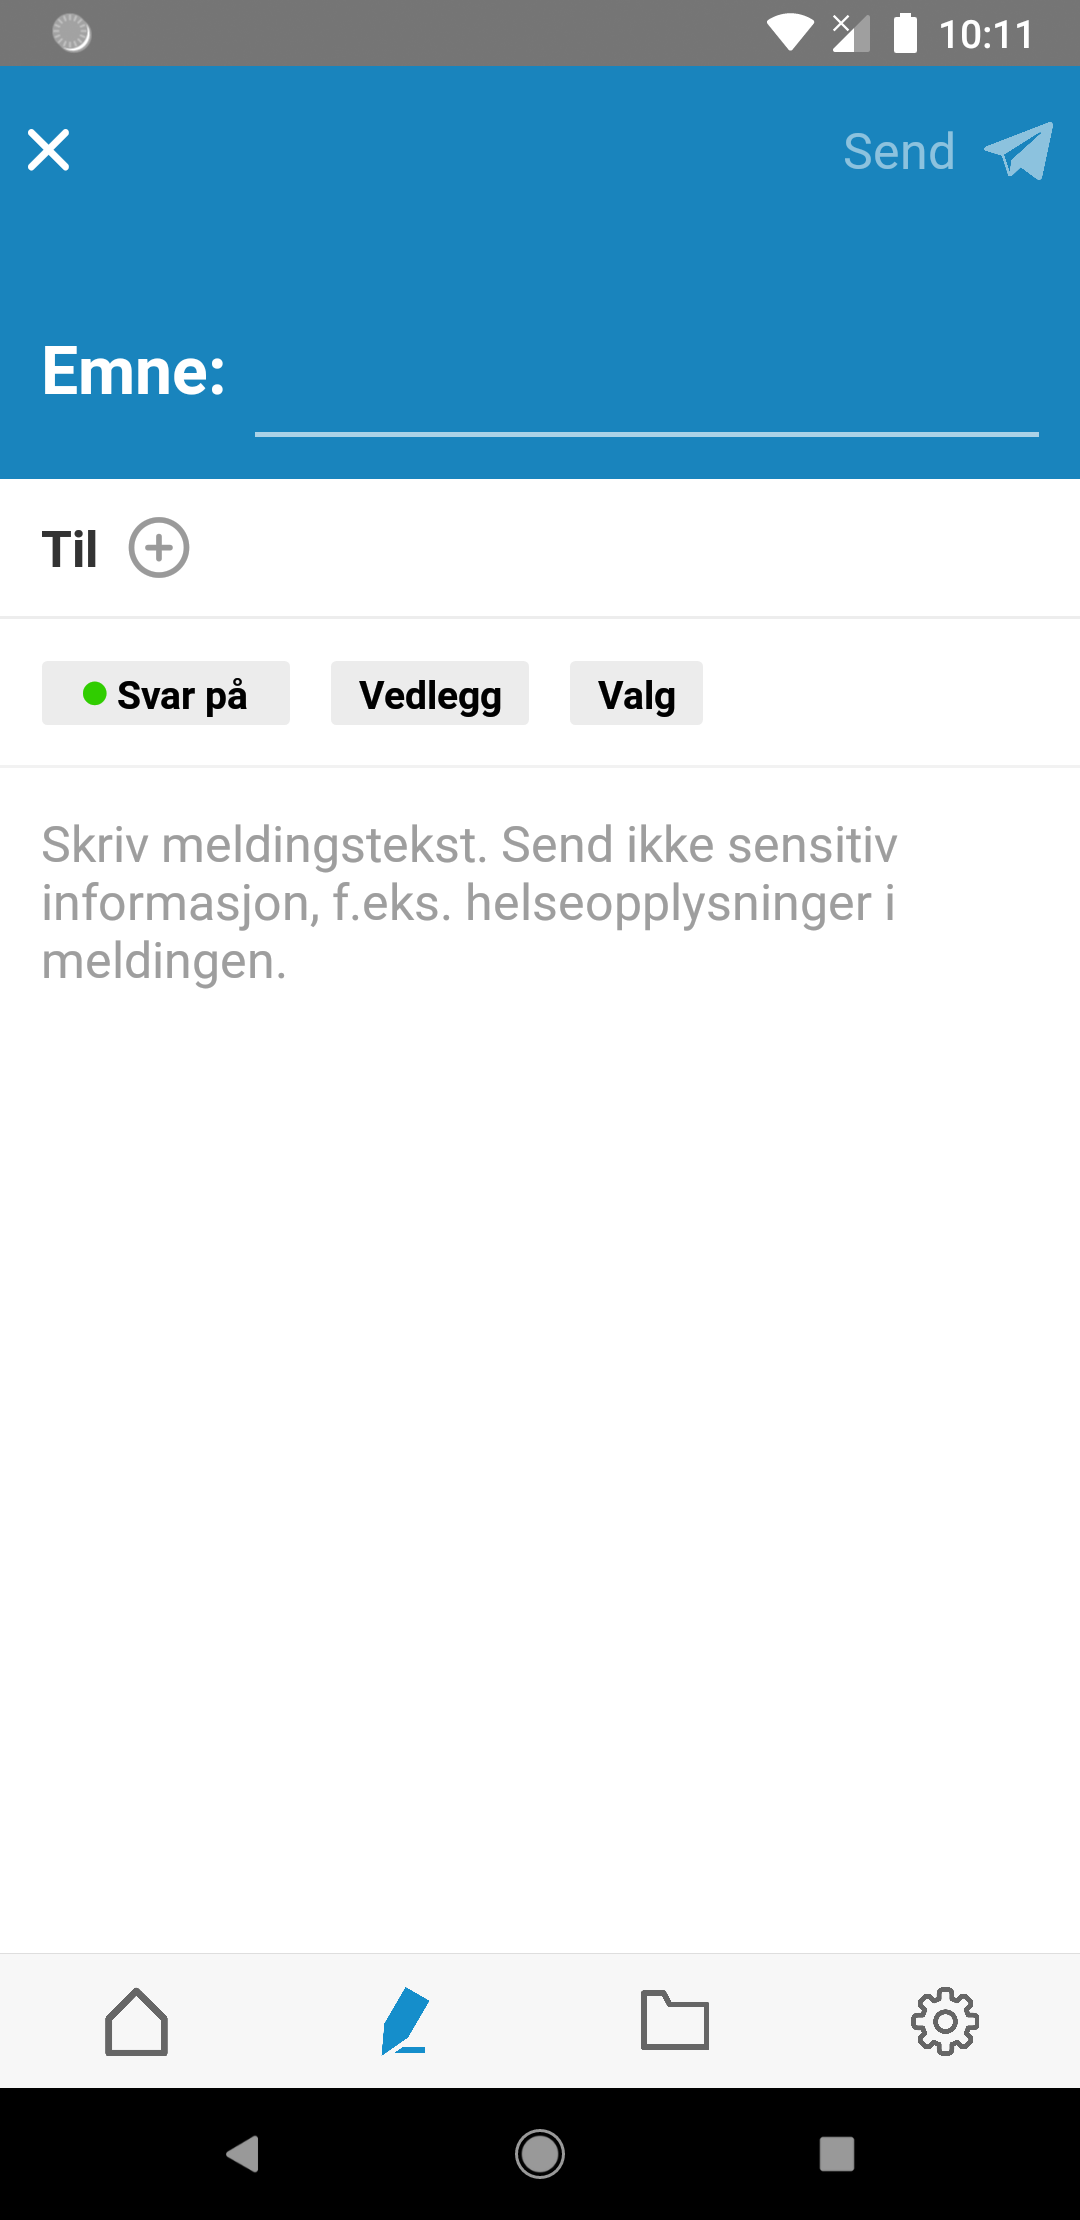 10:11
Send
Emne:
Til
Svar på Vedlegg Valg
Skriv meldingstekst. Send ikke sensitiv
informasjon, f.eks. helseopplysninger i
meldingen.